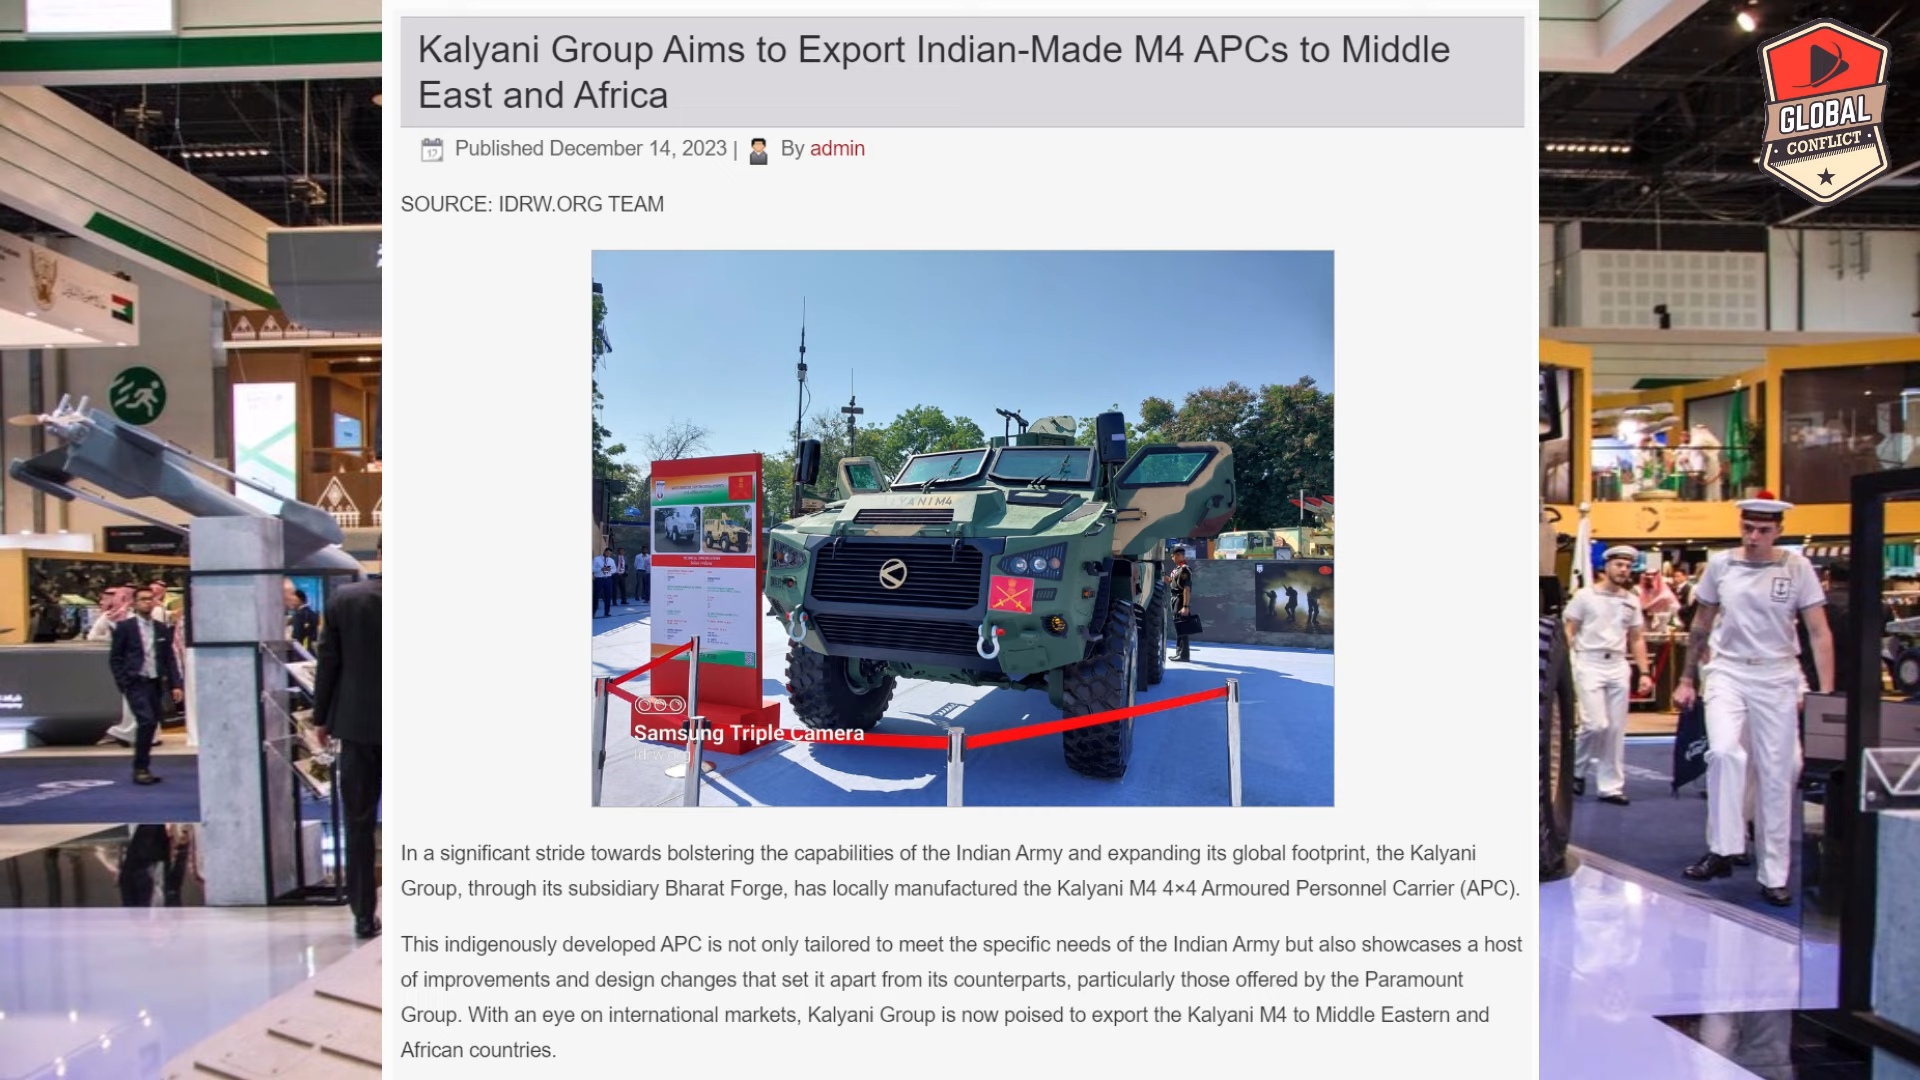 Kalyani Group Aims to Export Indian-Made M4 APCs to Middle
East and Africa
17
Published December 14, 2023 |
By admin
SOURCE: IDRW.ORG TEAM
GLOBAL
CONFLICT
KALYANI M4
Samsung Triple Camera
idrw.org
In a significant stride towards bolstering the capabilities of the Indian Army and expanding its global footprint, the Kalyani
Group, through its subsidiary Bharat Forge, has locally manufactured the Kalyani M4 4×4 Armoured Personnel Carrier (APC).
This indigenously developed APC is not only tailored to meet the specific needs of the Indian Army but also showcases a host
of improvements and design changes that set it apart from its counterparts, particularly those offered by the Paramount
Group. With an eye on international markets, Kalyani Group is now poised to export the Kalyani M4 to Middle Eastern and
African countries.